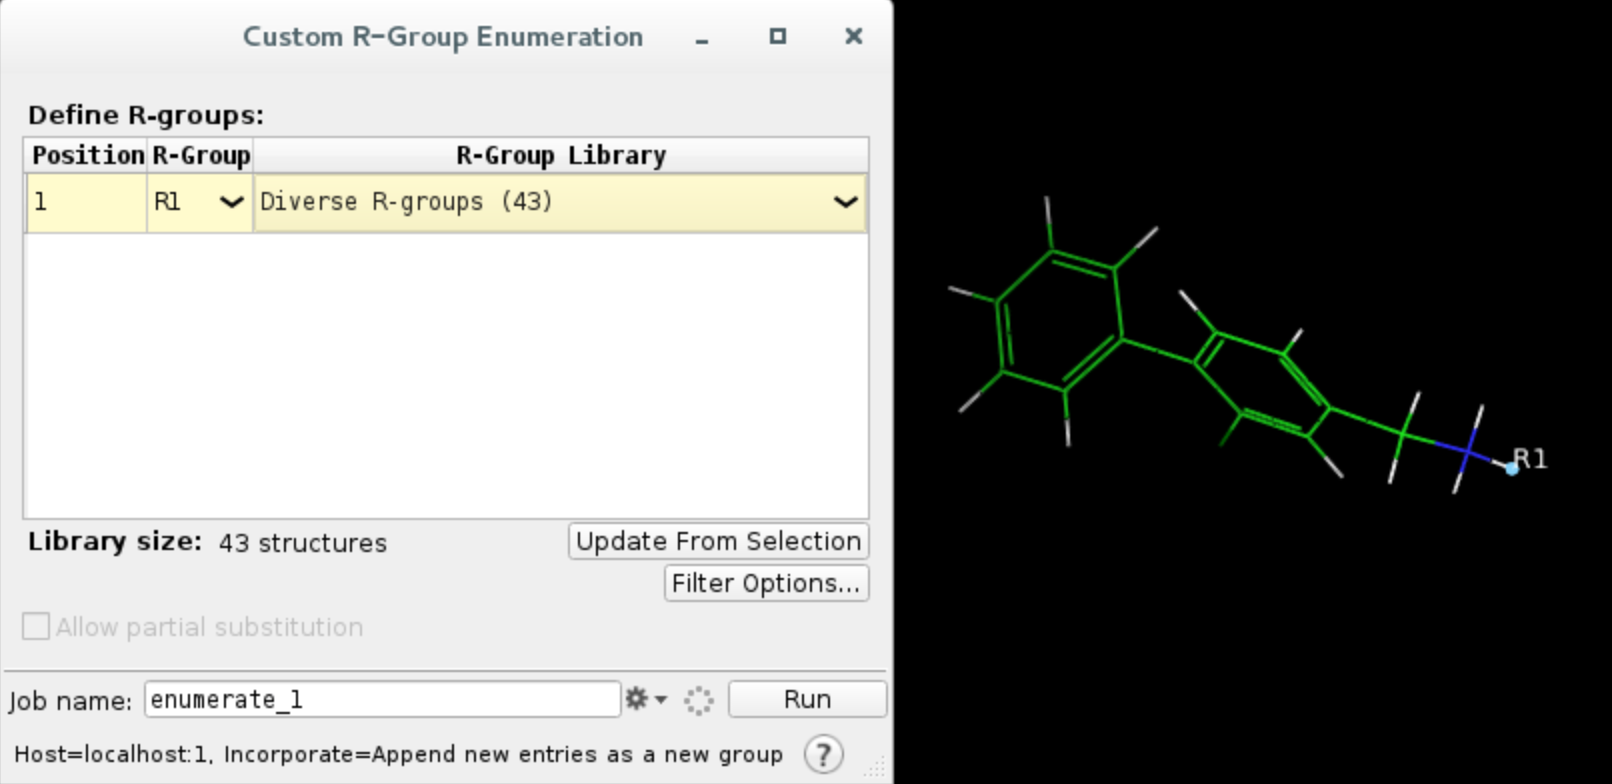 Custom R-Group Enumeration
Define R-groups:
Position R-Group R-Group Library
1 R1 Diverse R-groups (43)
R1
Library size: 43 structures Update From Selection
Filter Options...
Allow partial substitution
Job name: enumerate_1 Run
Host=localhost:1, Incorporate=Append new entries as a new group ?